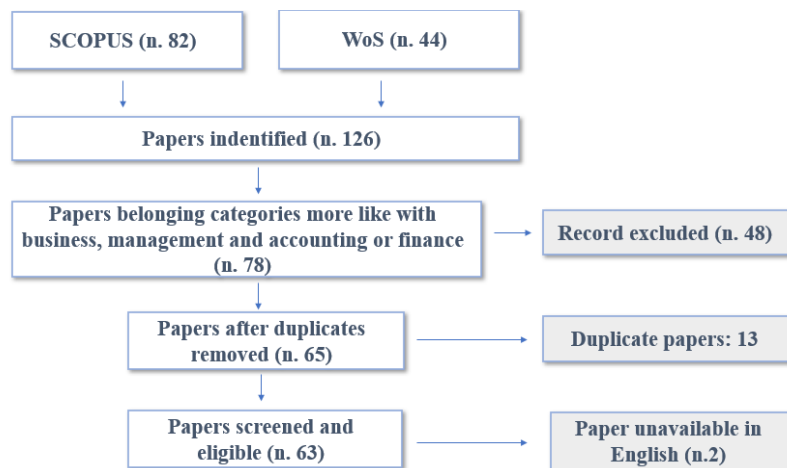 SCOPUS (n. 82)
WoS (n. 44)
Papers indentified (n. 126)
Papers belonging categories more like with
business, management and accounting or finance
(n. 78)
Record excluded (n. 48)
Papers after duplicates
removed (n. 65)
Duplicate papers: 13
Papers screened and
eligible (n. 63)
Paper unavailable in
English (n.2)